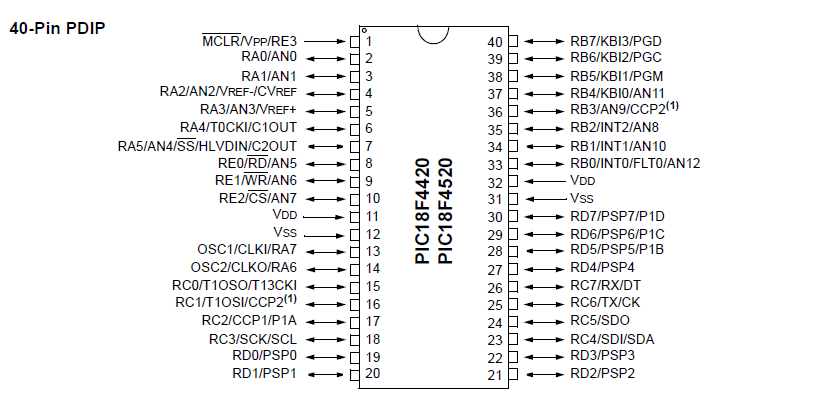 40-Pin PDIP
MCLR/VPP/RE3 1 40 RB7/KBI3/PGD
RA0/AN0 2 39 RB6/KBI2/PGC
RA1/AN1 3 38 RB5/KBI1/PGM
RA2/AN2/VREF-/CVREF 4 37 RB4/KBI0/AN11
RA3/AN3/VREF+ 5 36 RB3/AN9/CCP2(1)
RA4/T0CKI/C1OUT 6 35 RB2/INT2/AN8
RA5/AN4/SS/HLVDIN/C2OUT 7 34 RB1/INT1/AN10
RE0/RD/AN5 8 33 RB0/INT0/FLT0/AN12
RE1/WR/AN6 9 32 VDD
RE2/CS/AN7 10 31 VSS
VDD 11 30 RD7/PSP7/P1D
VSS 12 29 RD6/PSP6/P1C
OSC1/CLKI/RA7 13 28 RD5/PSP5/P1B
OSC2/CLKO/RA6 14 27 RD4/PSP4
RC0/T1OSO/T13CKI 15 26 RC7/RX/DT
RC1/T1OSI/CCP2(1) 16 25 RC6/TX/CK
RC2/CCP1/P1A 17 24 RC5/SDO
RC3/SCK/SCL 18 23 RC4/SDI/SDA
RD0/PSP0 19 22 RD3/PSP3
RD1/PSP1 20 21 RD2/PSP2
PIC18F4420
PIC18F4520